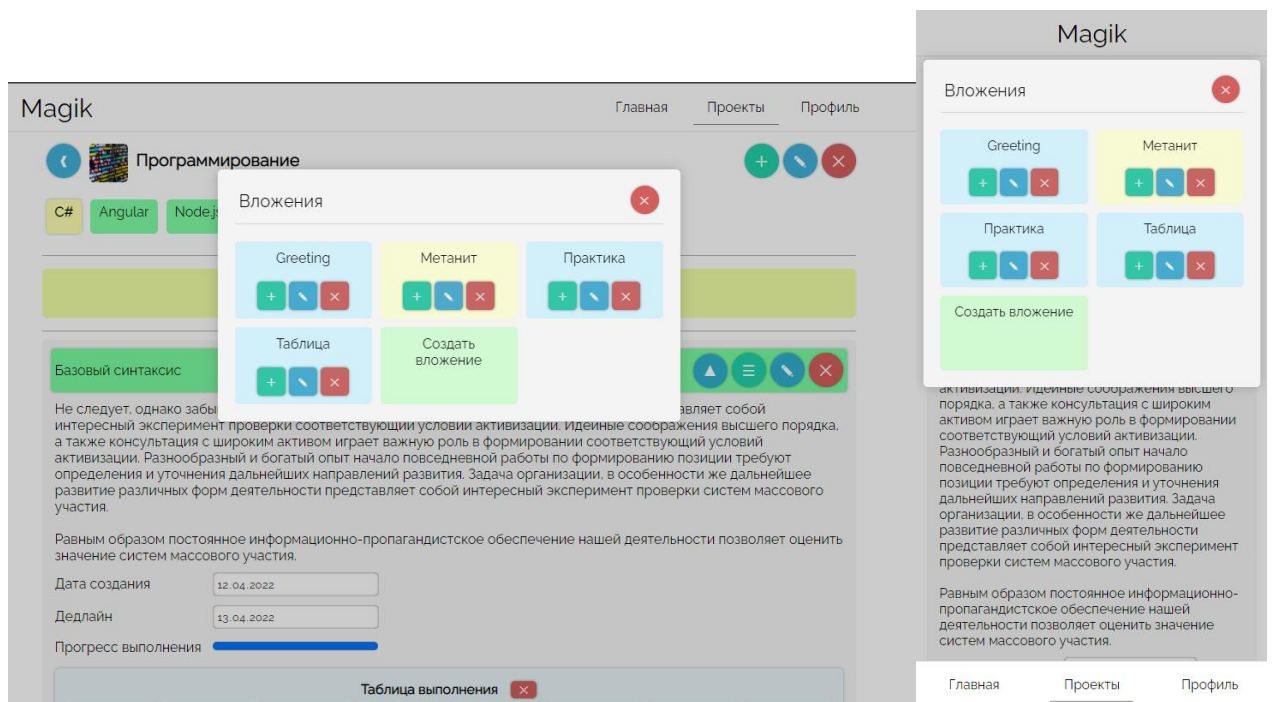 Magik
Главная Проекты Профиль
Программирование
C# Angular
Вложения
Greeting Метанит Практика
Таблица Создать
вложение
Базовый синтаксис
Не следует, однако
интересный эксперимент проверки соответствующий условий активизации. Идейные соображения высшего порядка,
а также консультация с широким активом играет важную роль в формировании соответствующий условий
активизации. Разнообразный и богатый опыт начало повседневной работы по формированию позиции требуют
определения и уточнения дальнейших направлений развития. Задача организации, в особенности же дальнейшее
развитие различных форм деятельности представляет собой интересный эксперимент проверки систем массового
участия.
Равным образом постоянное информационно-пропагандистское обеспечение нашей деятельности позволяет оценить
значение систем массового участия.
Дата создания 12.04.2022
Дедлайн 13.04.2022
Прогресс выполнения
Таблица выполнения
Magik
Вложения
Greeting Метанит
Практика Таблица
Создать вложение
активизации. Идейные соображения высшего
порядка, а также консультация с широким
активом играет важную роль в формировании
соответствующий условий активизации.
Разнообразный и богатый опыт начало
повседневной работы по формированию
позиции требуют определения и уточнения
дальнейших направлений развития. Задача
организации, в особенности же дальнейшее
развитие различных форм деятельности
представляет собой интересный эксперимент
проверки систем массового участия.
Равным образом постоянное информационно-
пропагандистское обеспечение нашей
деятельности позволяет оценить значение
систем массового участия.
Главная Проекты Профиль